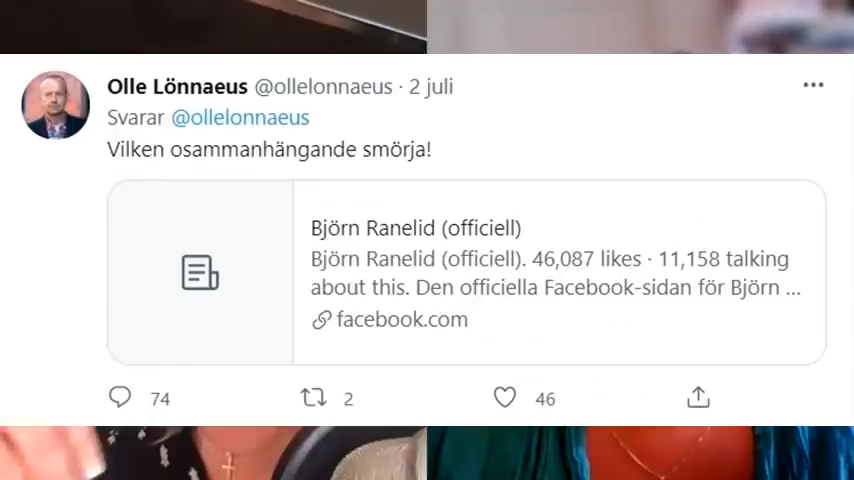 Olle Lönnaeus @ollelonnaeus · 2 juli
Svarar @ollelonnaeus
Vilken osammanhängande smörja!
Björn Ranelid (officiell)
Björn Ranelid (officiell). 46,087 likes · 11,158 talking
about this. Den officiella Facebook-sidan för Björn ...
facebook.com
74 2 46